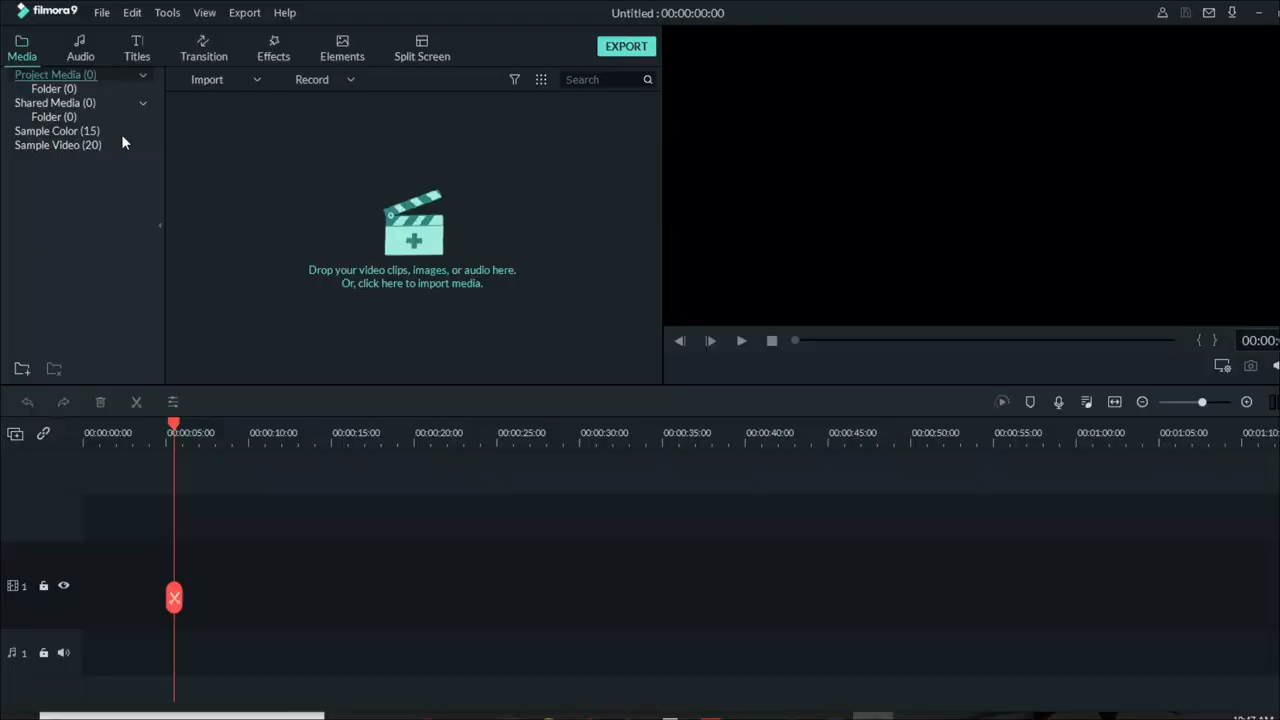 filmora9 File Edit Tools View Export Help Untitled : 00:00:00:00
Media Audio Titles Transition Effects Elements Split Screen EXPORT
Project Media (0)
Folder (0)
Shared Media (0)
Folder (0)
Sample Color (15)
Sample Video (20)
Import Record Search
Drop your video clips, images, or audio here.
Or, click here to import media.
{ } 00:00:
00:00:00:00 00:00:05:00 00:00:10:00 00:00:15:00 00:00:20:00 00:00:25:00 00:00:30:00 00:00:35:00 00:00:40:00 00:00:45:00 00:00:50:00 00:00:55:00 00:01:00:00 00:01:05:00 00:01:10:
1
1